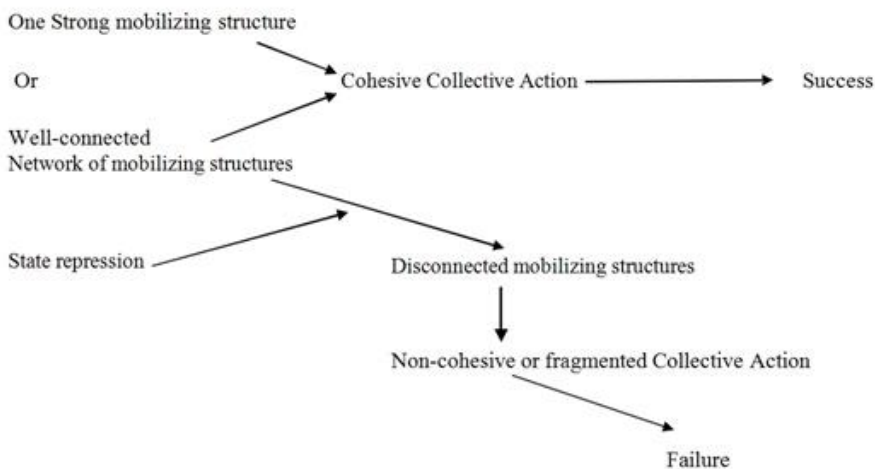 One Strong mobilizing structure
Or
Cohesive Collective Action
Success
Well-connected
Network of mobilizing structures
State repression
Disconnected mobilizing structures
Non-cohesive or fragmented Collective Action
Failure